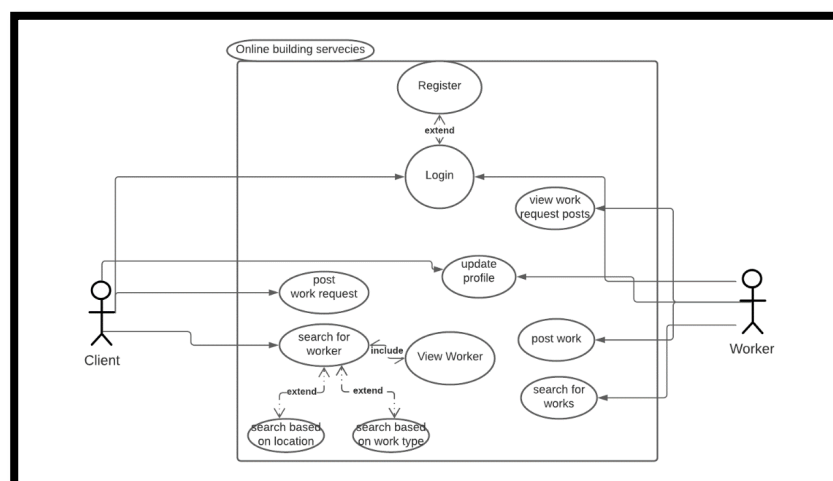 Online building servecies
Register
extend
Login
view work
request posts
update
profile
post
work request
Client
Worker
search for
worker
include
View Worker
post work
extend
extend
search for
works
search based
on location
search based
on work type